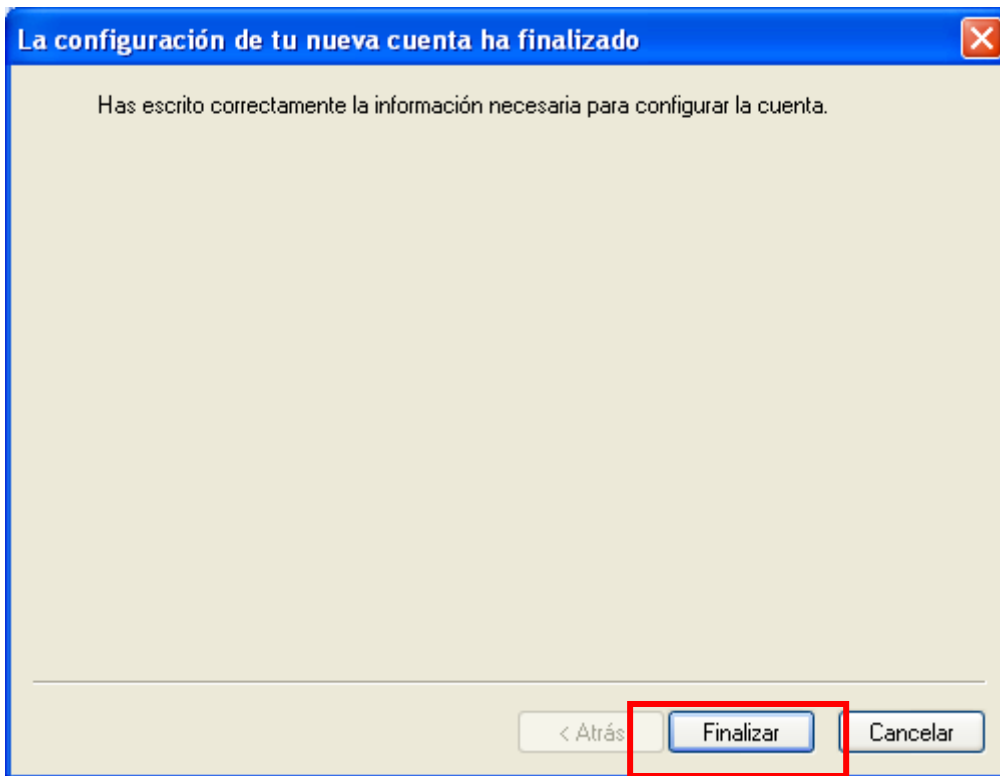 La configuración de tu nueva cuenta ha finalizado
Has escrito correctamente la información necesaria para configurar la cuenta.
< Atrás
Finalizar
Cancelar